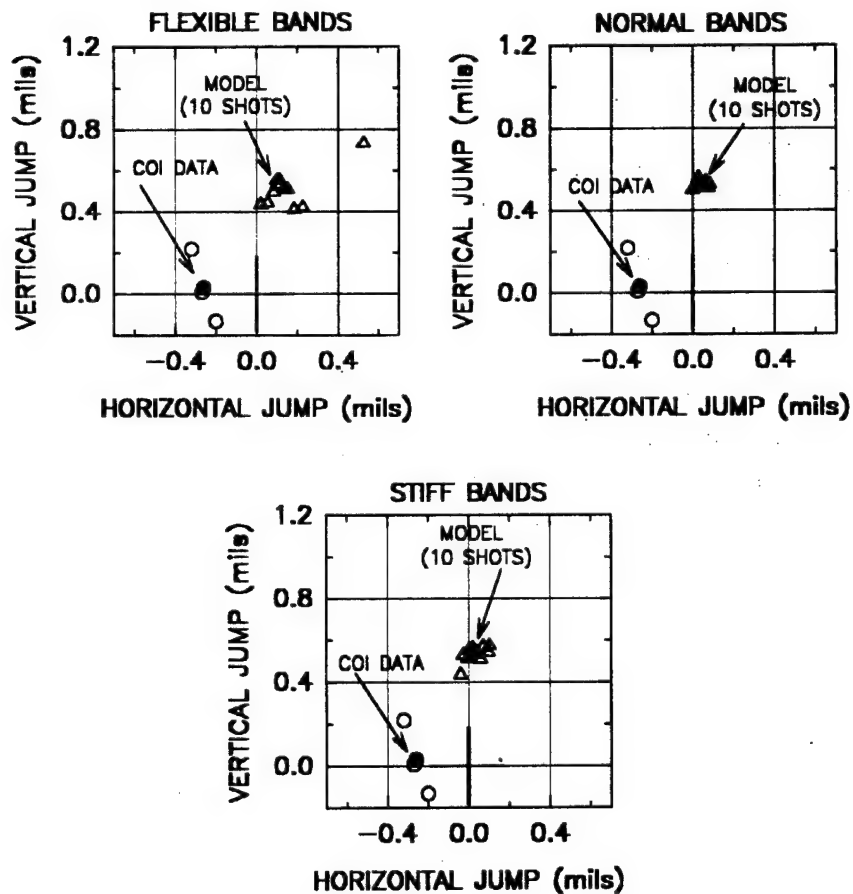 FLEXIBLE BANDS
VERTICAL JUMP (mils)
1.2
0.8
0.4
0.0
MODEL
(10 SHOTS)
COI DATA
−0.4 0.0 0.4
HORIZONTAL JUMP (mils)
NORMAL BANDS
VERTICAL JUMP (mils)
1.2
0.8
0.4
0.0
MODEL
(10 SHOTS)
COI DATA
−0.4 0.0 0.4
HORIZONTAL JUMP (mils)
STIFF BANDS
VERTICAL JUMP (mils)
1.2
0.8
0.4
0.0
MODEL
(10 SHOTS)
COI DATA
−0.4 0.0 0.4
HORIZONTAL JUMP (mils)